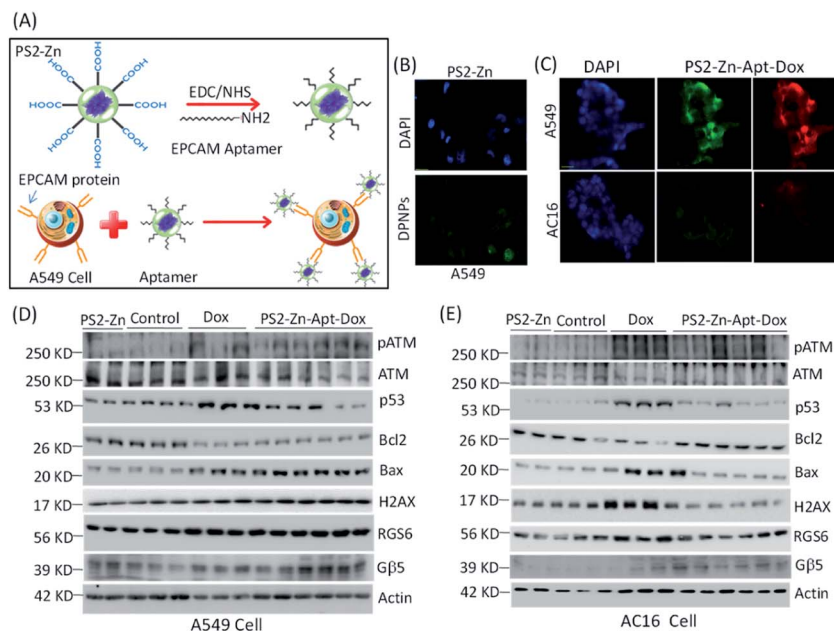 (A)
PS2-Zn
COOH
HOOC
COOH
HOOC
COOH
HOOC
COOH
HOOC
EDC/NHS
NH2
EPCAM Aptamer
EPCAM protein
A549 Cell
Aptamer
(B)
PS2-Zn
DAPI
DPNPs
A549
(C)
DAPI PS2-Zn-Apt-Dox
A549
AC16
(D)
PS2-Zn Control Dox PS2-Zn-Apt-Dox
250 KD pATM
250 KD ATM
53 KD p53
26 KD Bcl2
20 KD Bax
17 KD H2AX
56 KD RGS6
39 KD Gβ5
42 KD Actin
A549 Cell
(E)
PS2-Zn Control Dox PS2-Zn-Apt-Dox
250 KD pATM
250 KD ATM
53 KD p53
26 KD Bcl2
20 KD Bax
17 KD H2AX
56 KD RGS6
39 KD Gβ5
42 KD Actin
AC16 Cell